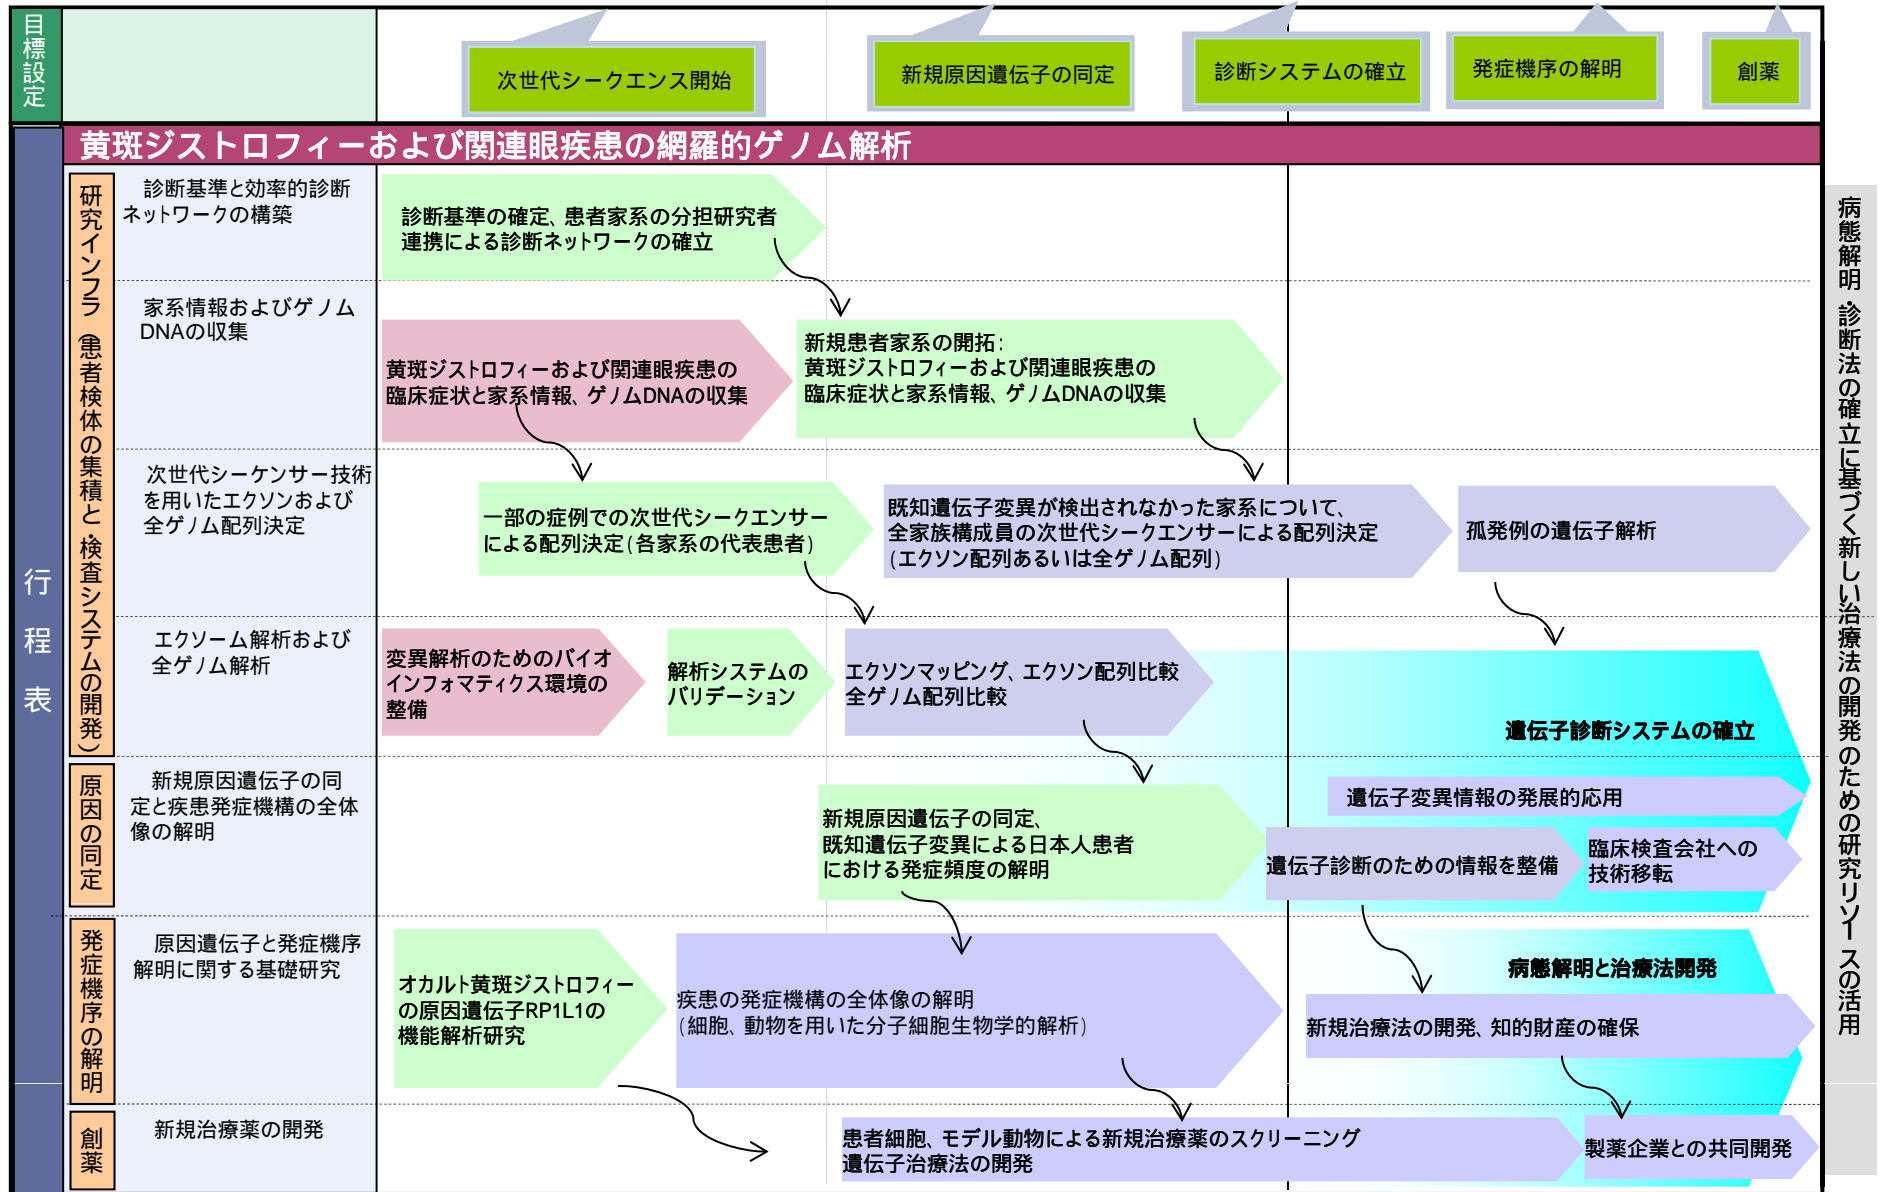 目標設定
次世代シークエンス開始
新規原因遺伝子の同定
診断システムの確立
発症機序の解明
創薬
行程表
黄斑ジストロフィーおよび関連眼疾患の網羅的ゲノム解析
研究インフラ(患者検体の集積と・検査システムの開発)
診断基準と効率的診断
ネットワークの構築
診断基準の確定、患者家系の分担研究者
連携による診断ネットワークの確立
家系情報およびゲノム
DNAの収集
黄斑ジストロフィーおよび関連眼疾患の
臨床症状と家系情報、ゲノムDNAの収集
新規患者家系の開拓:
黄斑ジストロフィーおよび関連眼疾患の
臨床症状と家系情報、ゲノムDNAの収集
次世代シーケンサー技術
を用いたエクソンおよび
全ゲノム配列決定
一部の症例での次世代シークエンサー
による配列決定(各家系の代表患者)
既知遺伝子変異が検出されなかった家系について、
全家族構成員の次世代シークエンサーによる配列決定
(エクソン配列あるいは全ゲノム配列)
孤発例の遺伝子解析
エクソーム解析および
全ゲノム解析
変異解析のためのバイオ
インフォマティクス環境の
整備
解析システムの
バリデーション
エクソンマッピング、エクソン配列比較
全ゲノム配列比較
遺伝子診断システムの確立
原因の同定
新規原因遺伝子の同
定と疾患発症機構の全体
像の解明
新規原因遺伝子の同定、
既知遺伝子変異による日本人患者
における発症頻度の解明
遺伝子変異情報の発展的応用
遺伝子診断のための情報を整備
臨床検査会社への
技術移転
発症機序の解明
原因遺伝子と発症機序
解明に関する基礎研究
オカルト黄斑ジストロフィー
の原因遺伝子RP1L1の
機能解析研究
疾患の発症機構の全体像の解明
(細胞、動物を用いた分子細胞生物学的解析)
病態解明と治療法開発
新規治療法の開発、知的財産の確保
創薬
新規治療薬の開発
患者細胞、モデル動物による新規治療薬のスクリーニング
遺伝子治療法の開発
製薬企業との共同開発
病態解明・診断法の確立に基づく新しい治療法の開発のための研究リソースの活用